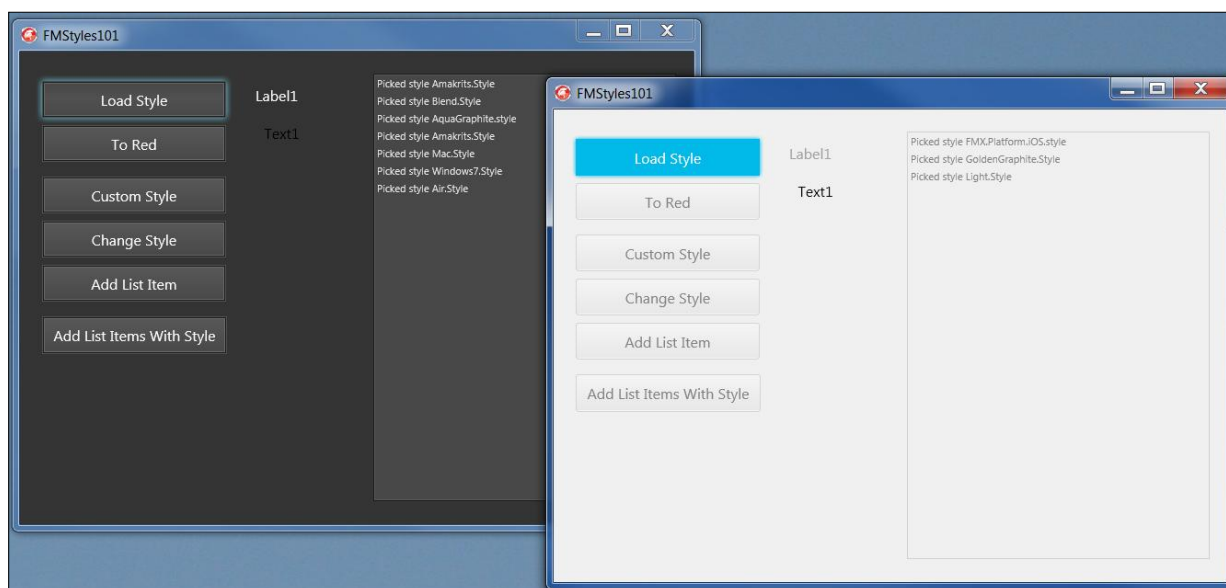 FMStyles101
Load Style
To Red
Custom Style
Change Style
Add List Item
Add List Items With Style
Label1
Text1
Picked style Amakrits.Style
Picked style Blend.Style
Picked style AquaGraphite.style
Picked style Amakrits.Style
Picked style Mac.Style
Picked style Windows7.Style
Picked style Air.Style
FMStyles101
Load Style
To Red
Custom Style
Change Style
Add List Item
Add List Items With Style
Label1
Text1
Picked style FMX.Platform.iOS.style
Picked style GoldenGraphite.Style
Picked style Light.Style